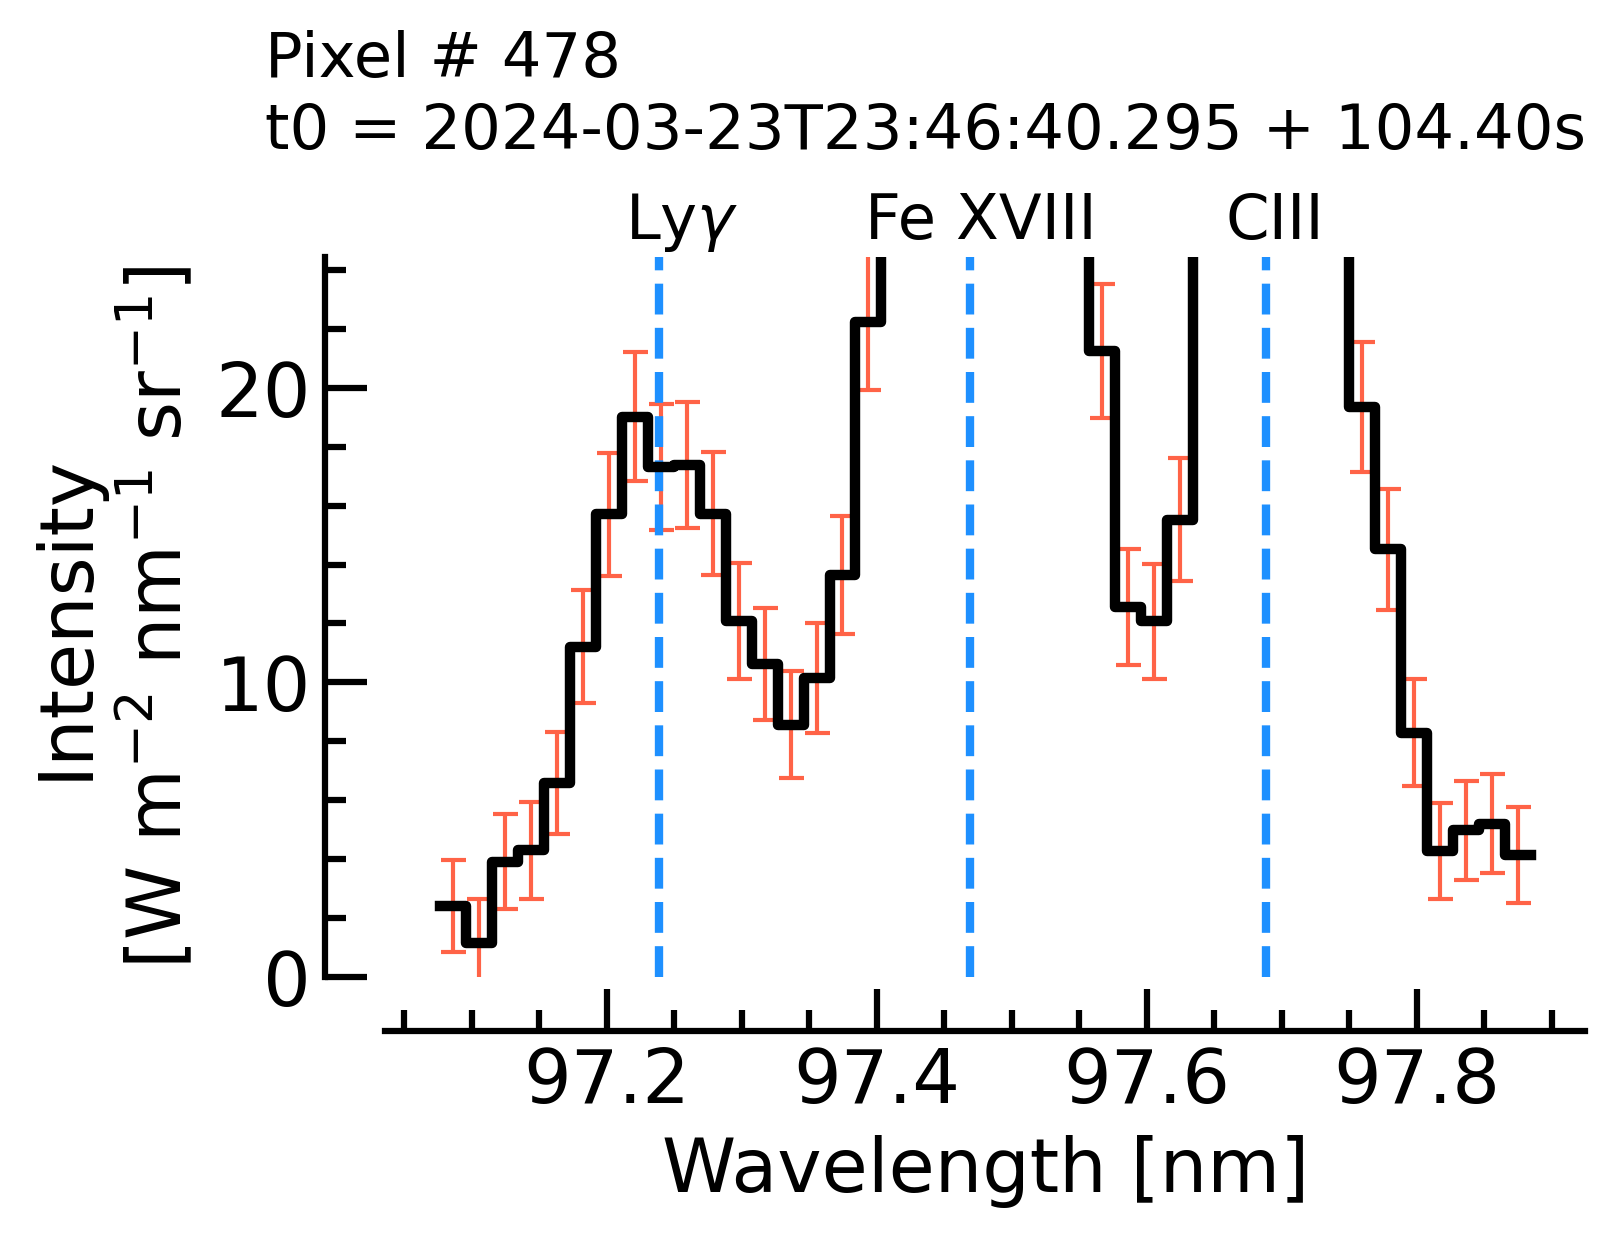 Pixel # 478
t0 = 2024-03-23T23:46:40.295 + 104.40s
Lyγ Fe XVIII CIII
Intensity
[W m⁻² nm⁻¹ sr⁻¹]
20
10
0
97.2 97.4 97.6 97.8
Wavelength [nm]